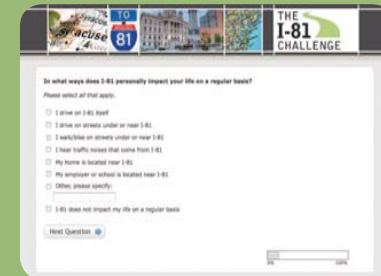 TO
81
THE
I-81
CHALLENGE
Syracuse
In what ways does I-81 personally impact your life on a regular basis?
Please select all that apply.
I drive on I-81 itself
I drive on streets under or near I-81
I walk/bike on streets under or near I-81
I hear traffic noises that come from I-81
My home is located near I-81
My employer or school is located near I-81
Other, please specify:
I-81 does not impact my life on a regular basis
Next Question
0%
100%